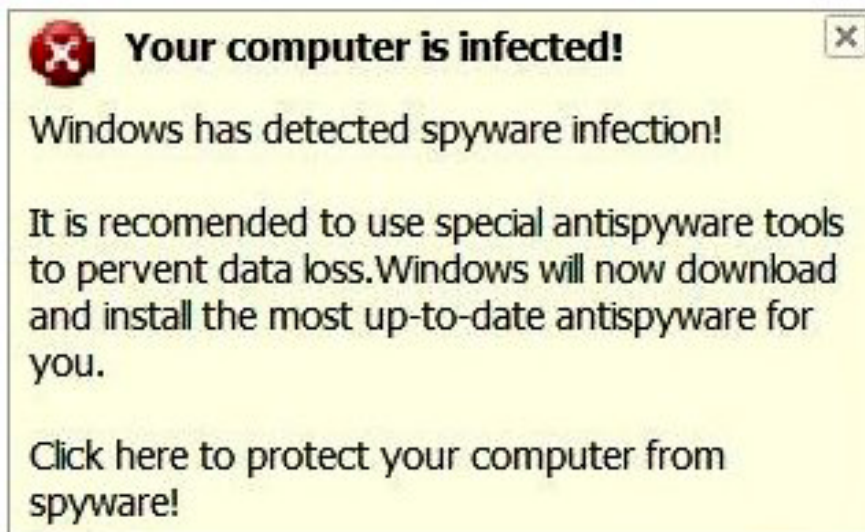 Your computer is infected!
Windows has detected spyware infection!
It is recomended to use special antispyware tools
to pervent data loss.Windows will now download
and install the most up-to-date antispyware for
you.
Click here to protect your computer from
spyware!